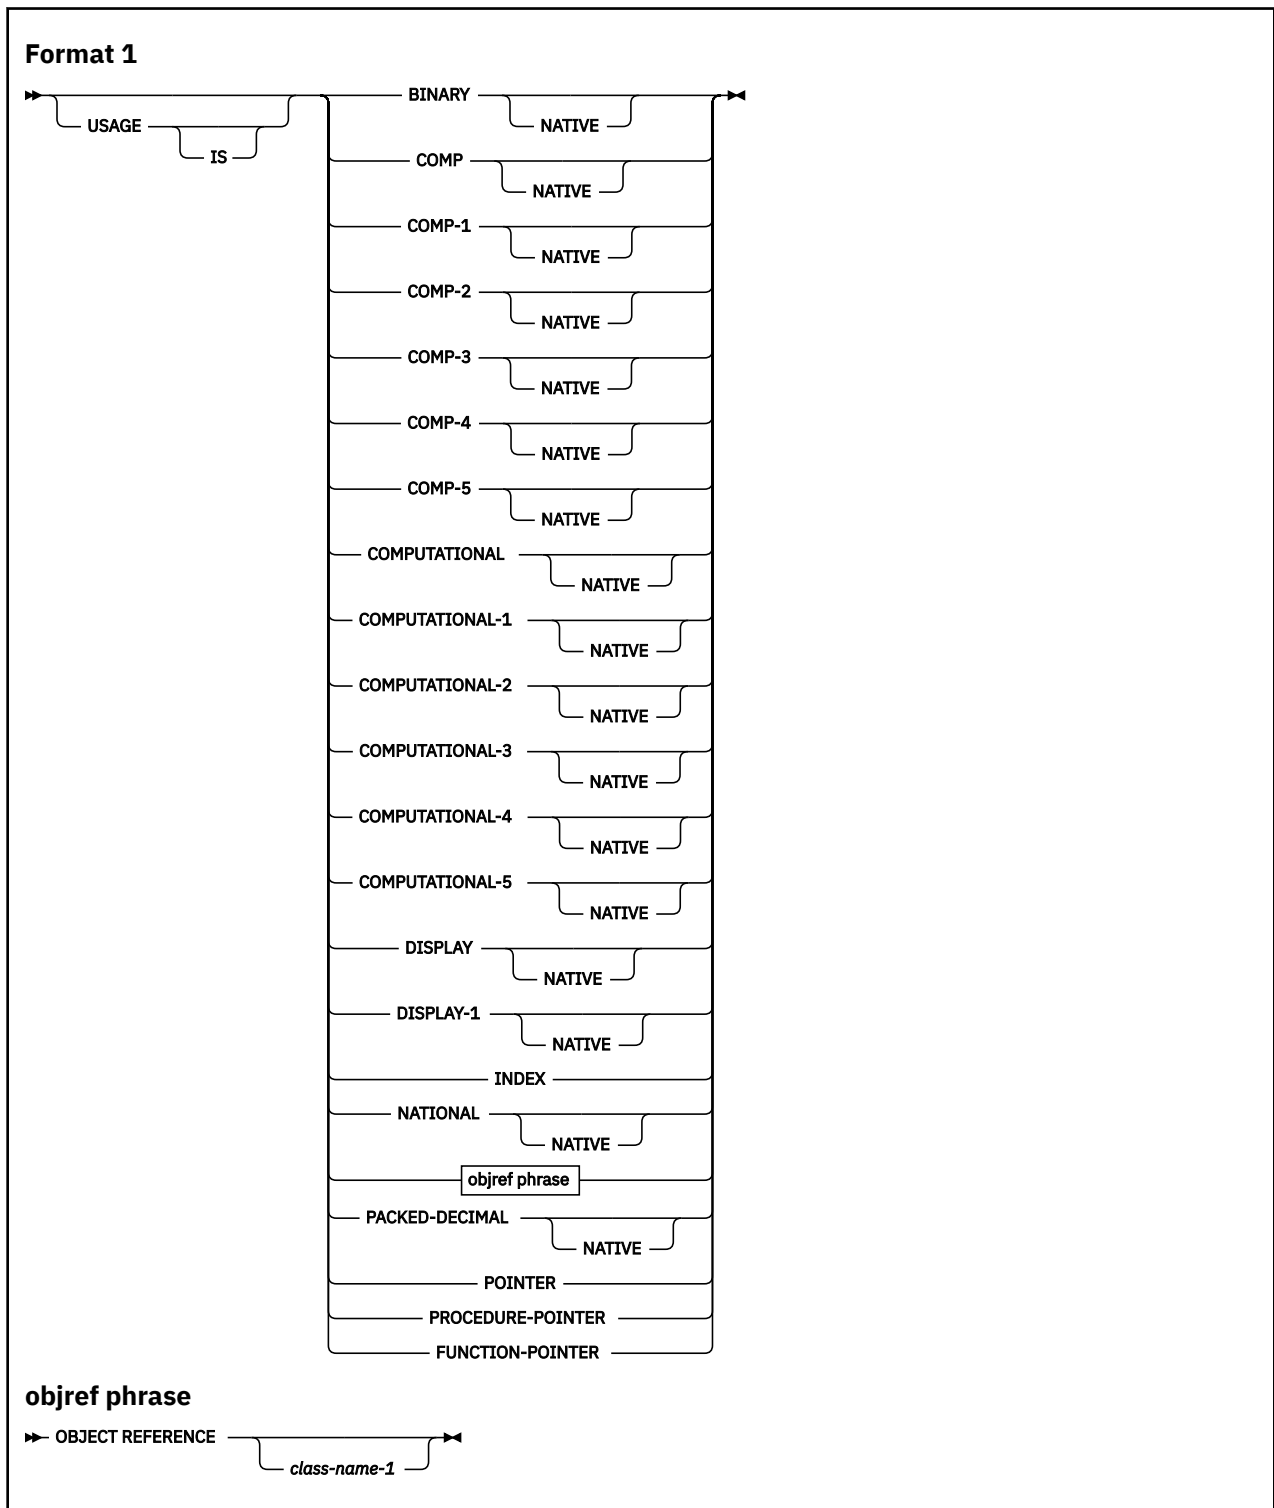 Format 1
BINARY
USAGE NATIVE
IS COMP
NATIVE
COMP-1
NATIVE
COMP-2
NATIVE
COMP-3
NATIVE
COMP-4
NATIVE
COMP-5
NATIVE
COMPUTATIONAL
NATIVE
COMPUTATIONAL-1
NATIVE
COMPUTATIONAL-2
NATIVE
COMPUTATIONAL-3
NATIVE
COMPUTATIONAL-4
NATIVE
COMPUTATIONAL-5
NATIVE
DISPLAY
NATIVE
DISPLAY-1
NATIVE
INDEX
NATIONAL
NATIVE
objref phrase
PACKED-DECIMAL
NATIVE
POINTER
PROCEDURE-POINTER
FUNCTION-POINTER
objref phrase
OBJECT REFERENCE
class-name-1